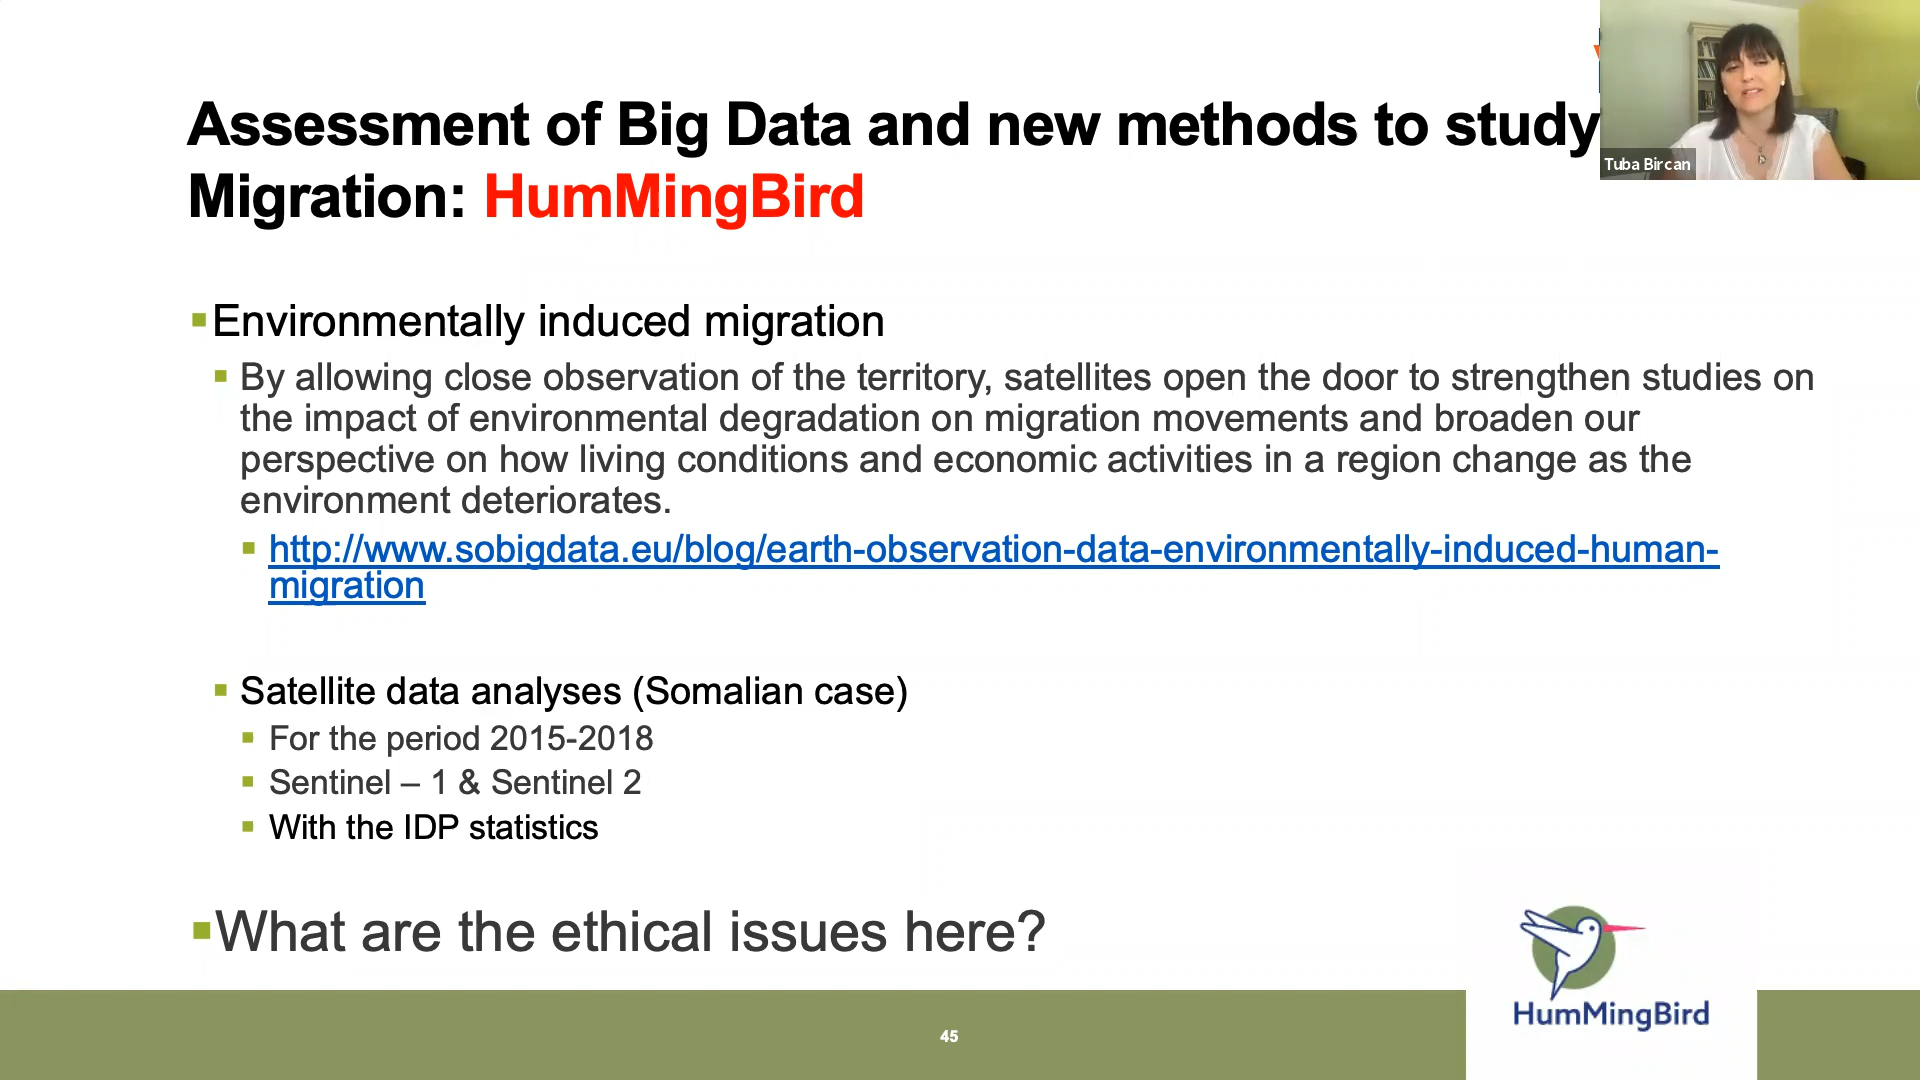 Assessment of Big Data and new methods to study
Migration: HumMingBird
Tuba Bircan
Environmentally induced migration
By allowing close observation of the territory, satellites open the door to strengthen studies on
the impact of environmental degradation on migration movements and broaden our
perspective on how living conditions and economic activities in a region change as the
environment deteriorates.
http://www.sobigdata.eu/blog/earth-observation-data-environmentally-induced-human-
migration
Satellite data analyses (Somalian case)
For the period 2015-2018
Sentinel – 1 & Sentinel 2
With the IDP statistics
What are the ethical issues here?
HumMingBird
45